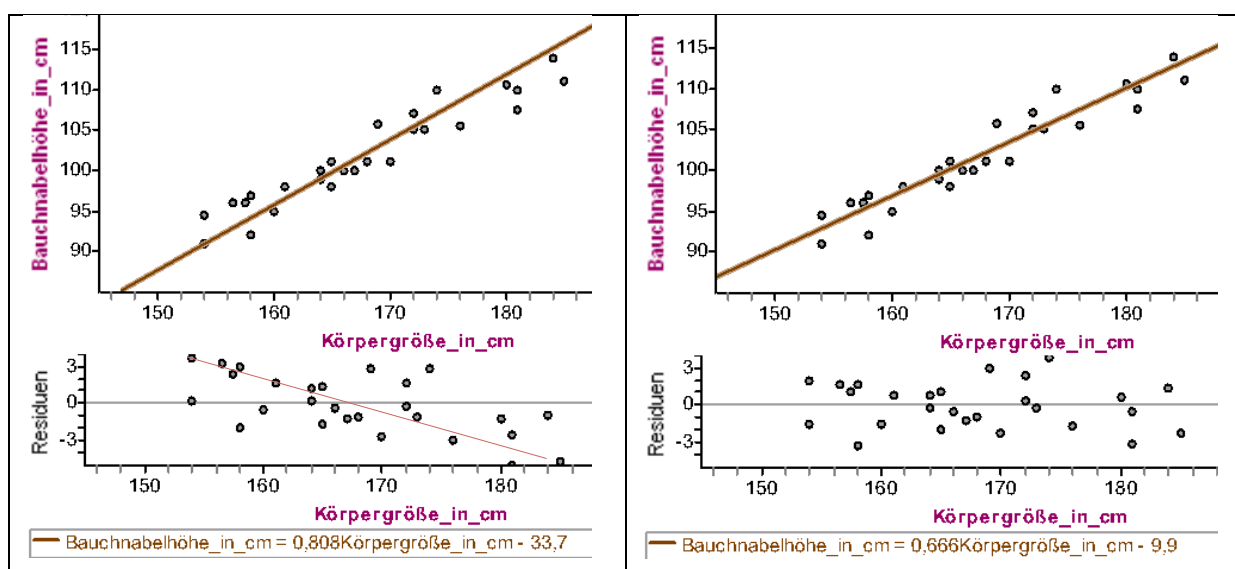 Bauchnabelhöhe_in_cm
115
110
105
100
95
90
150 160 170 180
Körpergröße_in_cm
Residuen
3
0
-3
150 160 170 180
Körpergröße_in_cm
Bauchnabelhöhe_in_cm = 0,808Körpergröße_in_cm - 33,7
Bauchnabelhöhe_in_cm
115
110
105
100
95
90
150 160 170 180
Körpergröße_in_cm
Residuen
3
0
-3
150 160 170 180
Körpergröße_in_cm
Bauchnabelhöhe_in_cm = 0,666Körpergröße_in_cm - 9,9